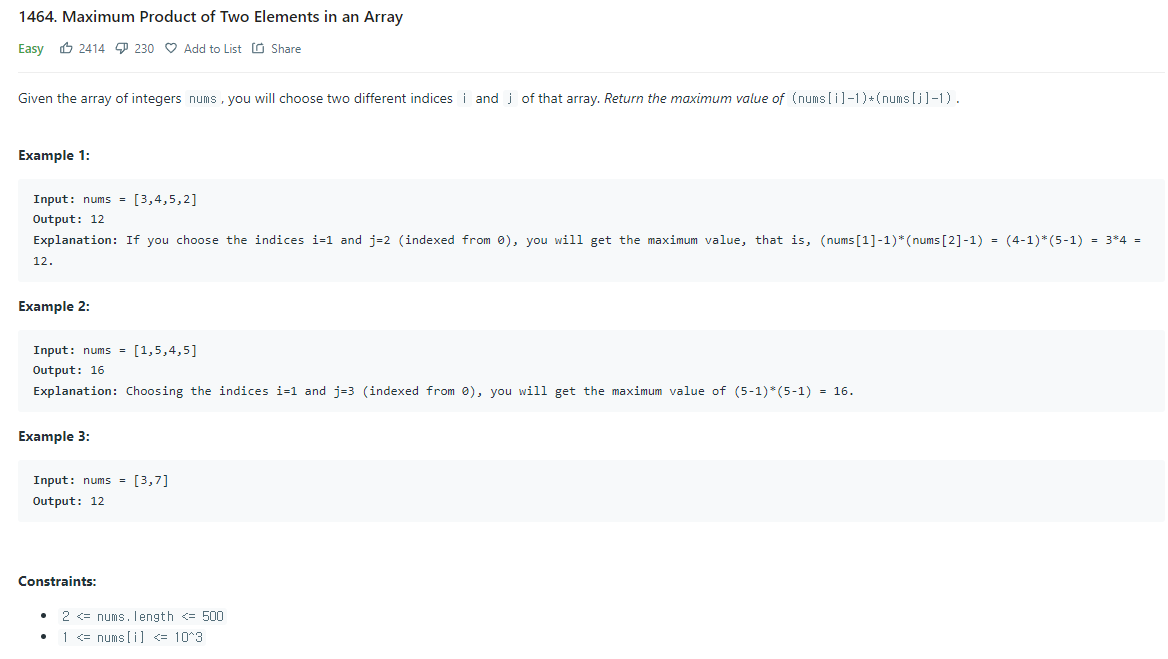 1464. Maximum Product of Two Elements in an Array
Easy 2414 230 Add to List Share
Given the array of integers nums , you will choose two different indices i and j of that array. Return the maximum value of (nums[i]-1)*(nums[j]-1) .
Example 1:
Input: nums = [3,4,5,2]
Output: 12
Explanation: If you choose the indices i=1 and j=2 (indexed from 0), you will get the maximum value, that is, (nums[1]-1)*(nums[2]-1) = (4-1)*(5-1) = 3*4 =
12.
Example 2:
Input: nums = [1,5,4,5]
Output: 16
Explanation: Choosing the indices i=1 and j=3 (indexed from 0), you will get the maximum value of (5-1)*(5-1) = 16.
Example 3:
Input: nums = [3,7]
Output: 12
Constraints:
• 2 <= nums.length <= 500
• 1 <= nums[i] <= 10^3